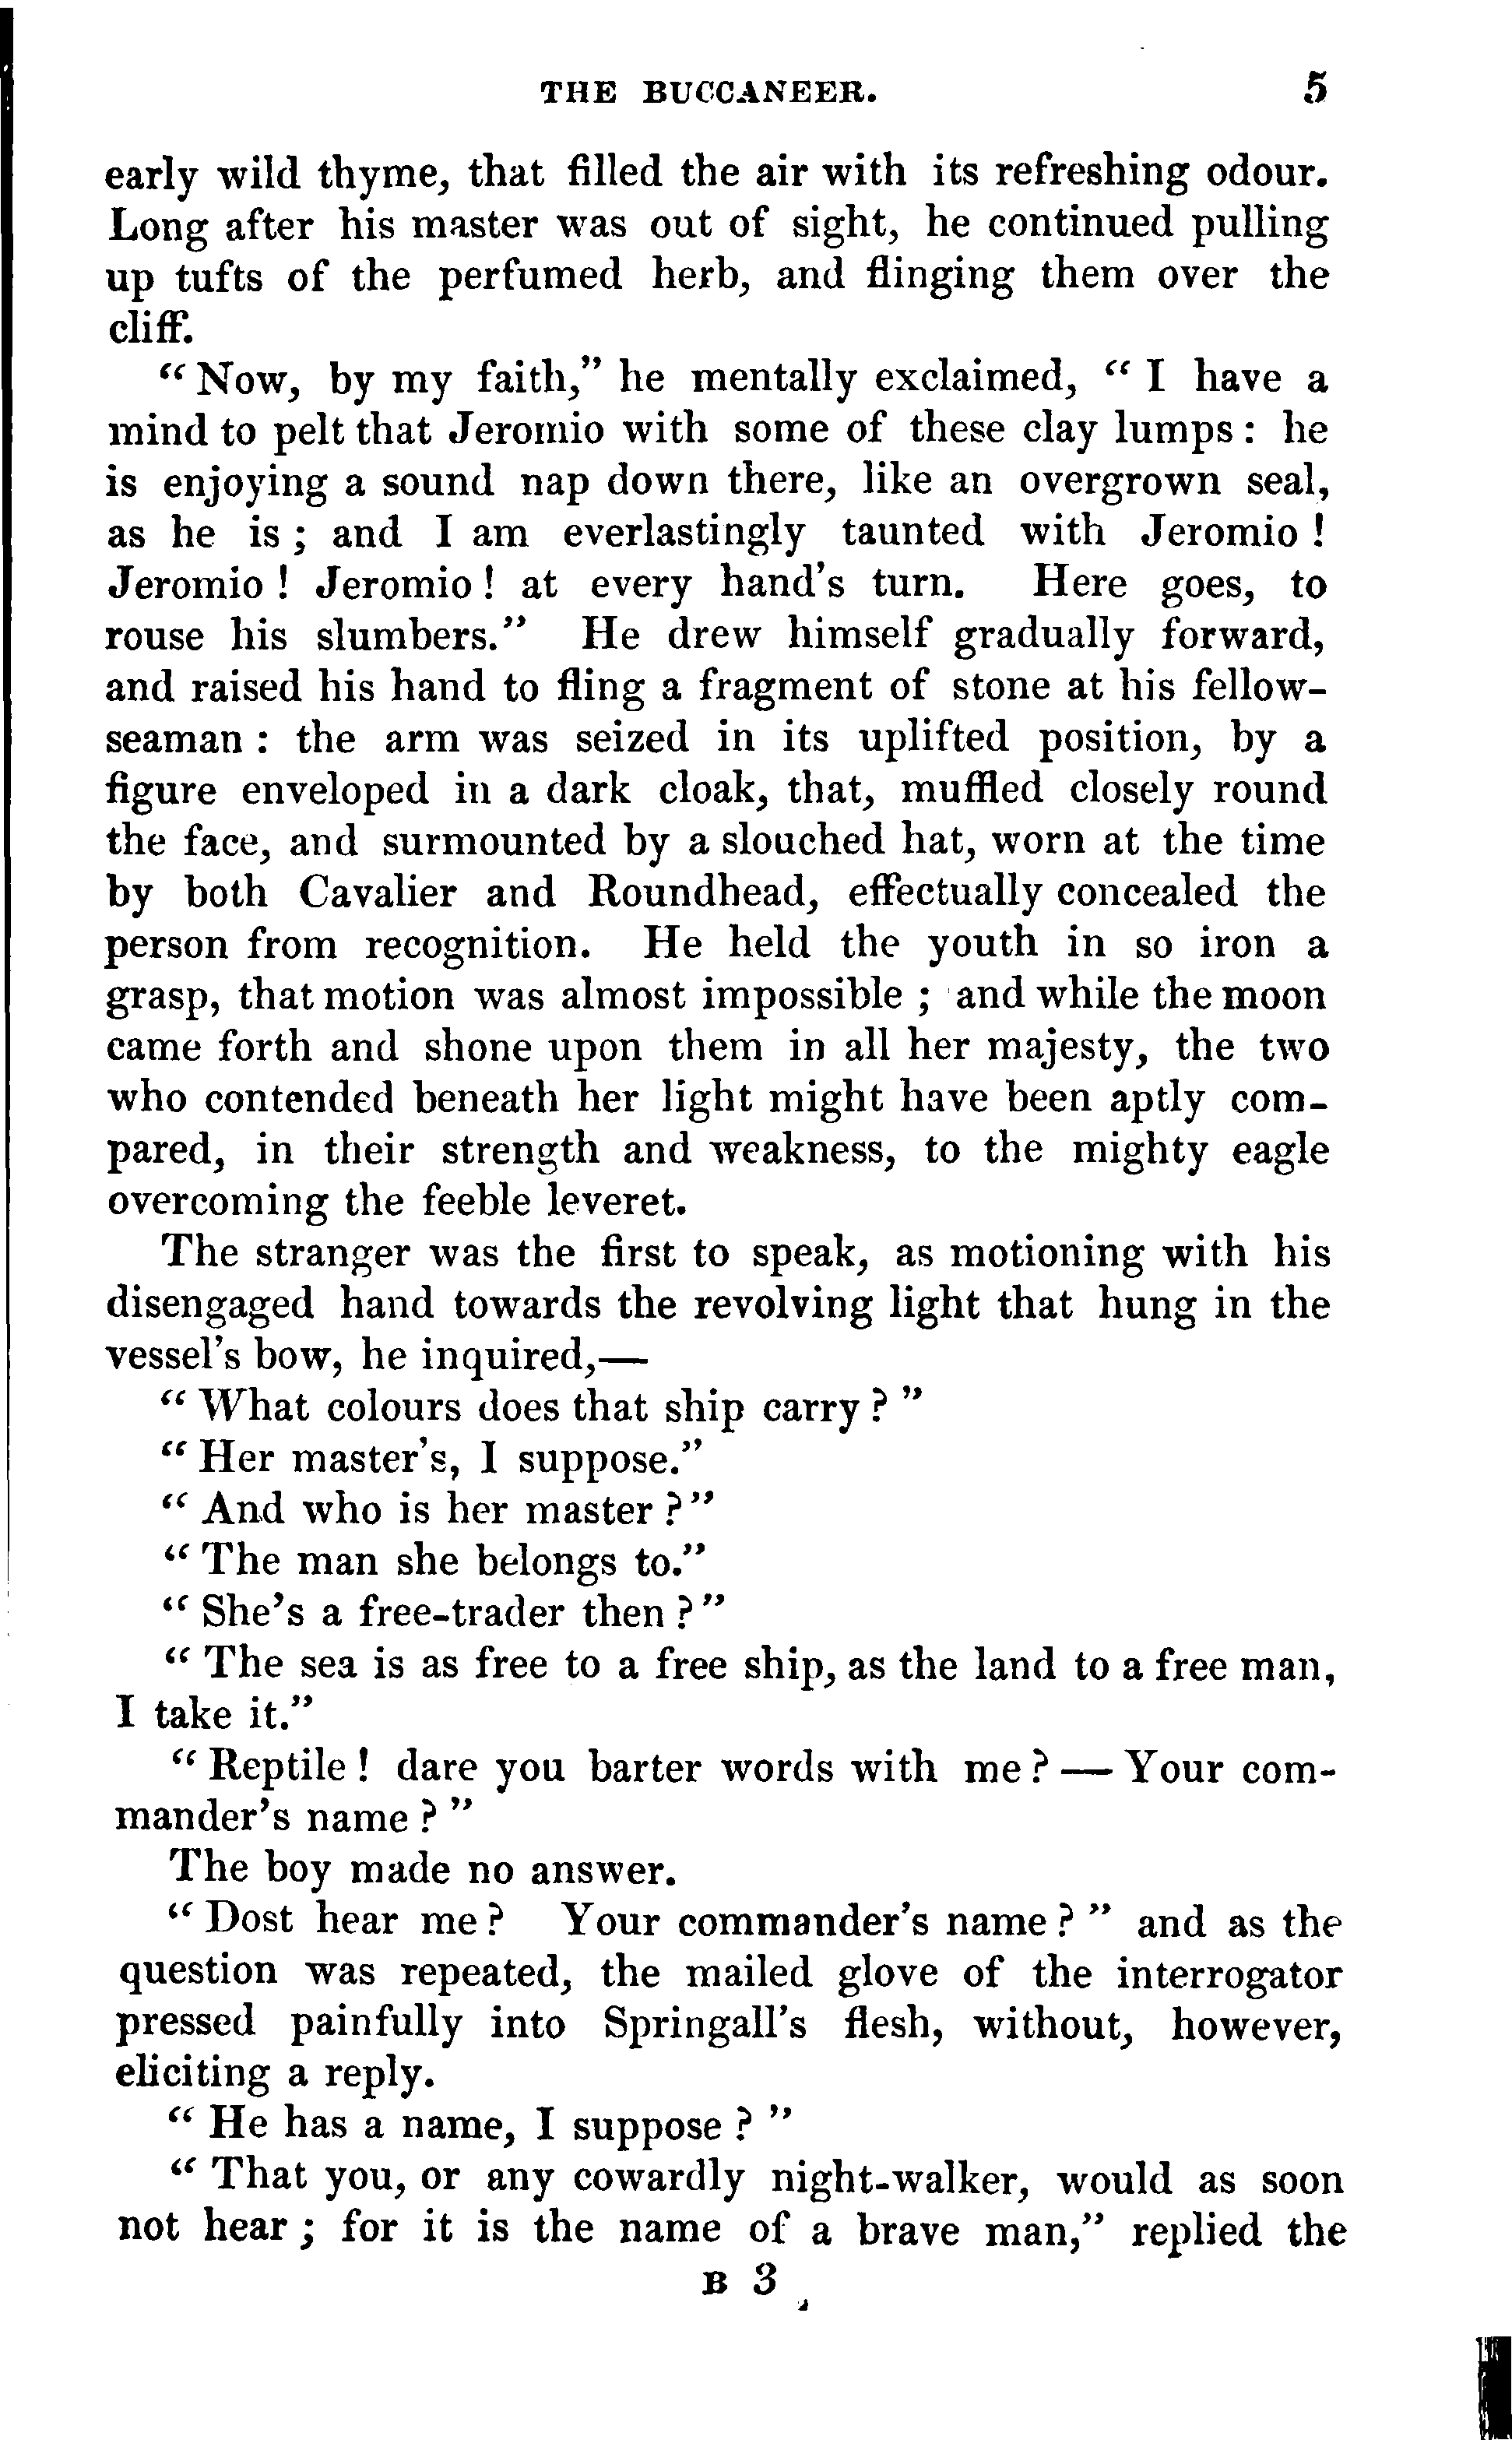 THE BUCCANEER. 5
early wild thyme, that filled the air with its refreshing odour.
Long after his master was out of sight, he continued pulling
up tufts of the perfumed herb, and flinging them over the
cliff.
“Now, by my faith,” he mentally exclaimed, “I have a
mind to pelt that Jeromio with some of these clay lumps: he
is enjoying a sound nap down there, like an overgrown seal,
as he is; and I am everlastingly taunted with Jeromio!
Jeromio! Jeromio! at every hand's turn. Here goes, to
rouse his slumbers.” He drew himself gradually forward,
and raised his hand to fling a fragment of stone at his fellow-
seaman: the arm was seized in its uplifted position, by a
figure enveloped in a dark cloak, that, muffled closely round
the face, and surmounted by a slouched hat, worn at the time
by both Cavalier and Roundhead, effectually concealed the
person from recognition. He held the youth in so iron a
grasp, that motion was almost impossible; and while the moon
came forth and shone upon them in all her majesty, the two
who contended beneath her light might have been aptly com-
pared, in their strength and weakness, to the mighty eagle
overcoming the feeble leveret.
The stranger was the first to speak, as motioning with his
disengaged hand towards the revolving light that hung in the
vessel's bow, he inquired,—
“What colours does that ship carry?”
“Her master's, I suppose.”
“And who is her master?”
“The man she belongs to.”
“She's a free-trader then?”
“The sea is as free to a free ship, as the land to a free man,
I take it.”
“Reptile! dare you barter words with me?—Your com-
mander's name?”
The boy made no answer.
“Dost hear me? Your commander's name?” and as the
question was repeated, the mailed glove of the interrogator
pressed painfully into Springall's flesh, without, however,
eliciting a reply.
“He has a name, I suppose?”
“That you, or any cowardly night-walker, would as soon
not hear; for it is the name of a brave man,” replied the
B 3